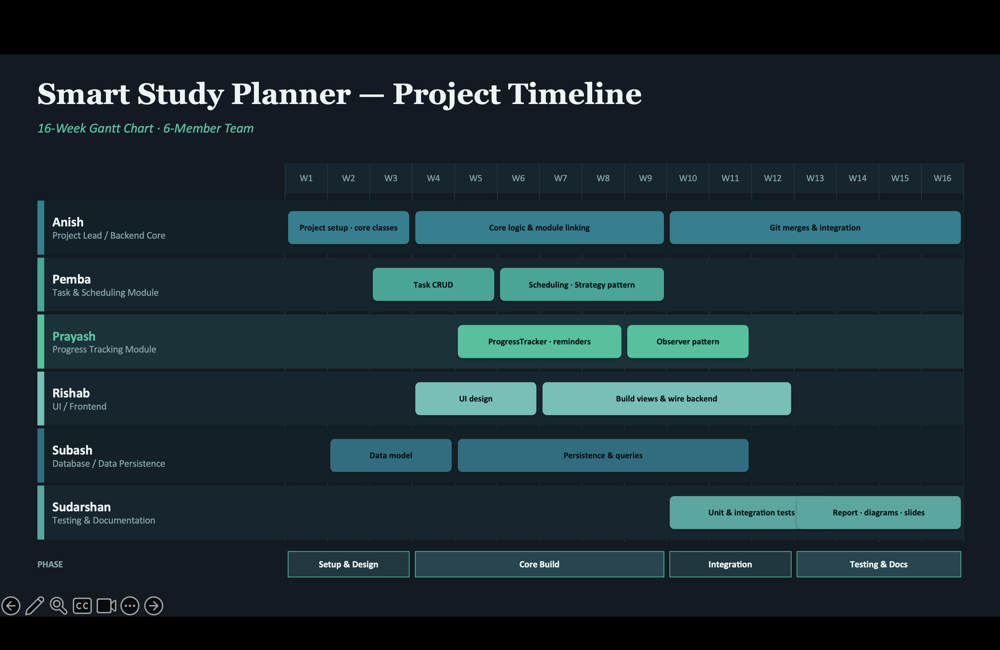 Smart Study Planner — Project Timeline
16-Week Gantt Chart · 6-Member Team
W1 W2 W3 W4 W5 W6 W7 W8 W9 W10 W11 W12 W13 W14 W15 W16
Anish
Project Lead / Backend Core
Project setup · core classes
Core logic & module linking
Git merges & integration
Pemba
Task & Scheduling Module
Task CRUD
Scheduling · Strategy pattern
Prayash
Progress Tracking Module
ProgressTracker · reminders
Observer pattern
Rishab
UI / Frontend
UI design
Build views & wire backend
Subash
Database / Data Persistence
Data model
Persistence & queries
Sudarshan
Testing & Documentation
Unit & integration tests
Report · diagrams · slides
PHASE
Setup & Design
Core Build
Integration
Testing & Docs
CC